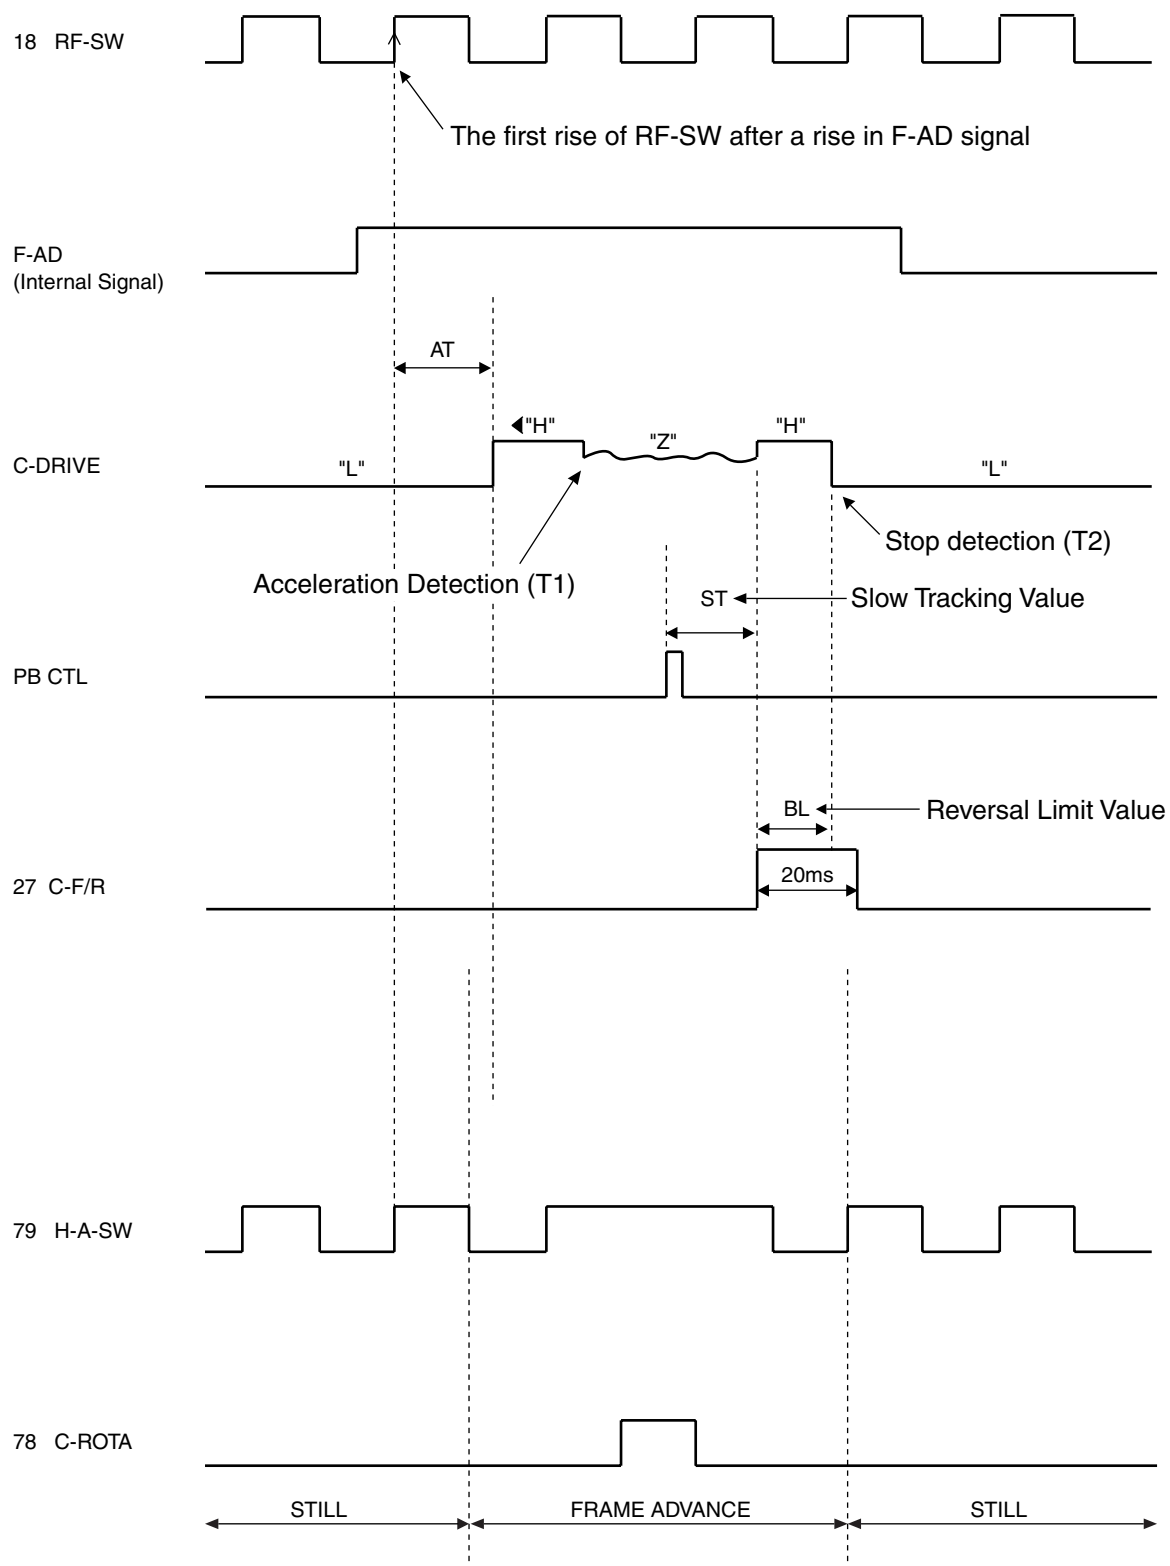 18 RF-SW
The first rise of RF-SW after a rise in F-AD signal
F-AD
(Internal Signal)
AT
"H"
"Z"
"H"
C-DRIVE
"L"
"L"
Stop detection (T2)
Acceleration Detection (T1)
ST
Slow Tracking Value
PB CTL
BL
Reversal Limit Value
20ms
27 C-F/R
79 H-A-SW
78 C-ROTA
STILL
FRAME ADVANCE
STILL